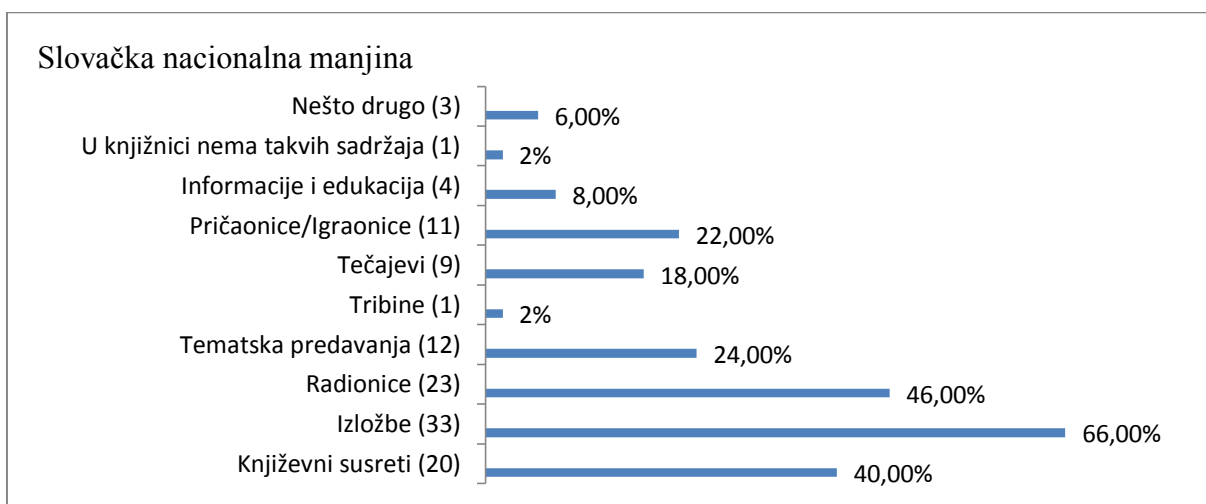 Slovačka nacionalna manjina
Nešto drugo (3) 6,00%
U knjižnici nema takvih sadržaja (1) 2%
Informacije i edukacija (4) 8,00%
Pričaonice/Igraonice (11) 22,00%
Tečajevi (9) 18,00%
Tribine (1) 2%
Tematska predavanja (12) 24,00%
Radionice (23) 46,00%
Izložbe (33) 66,00%
Književni susreti (20) 40,00%